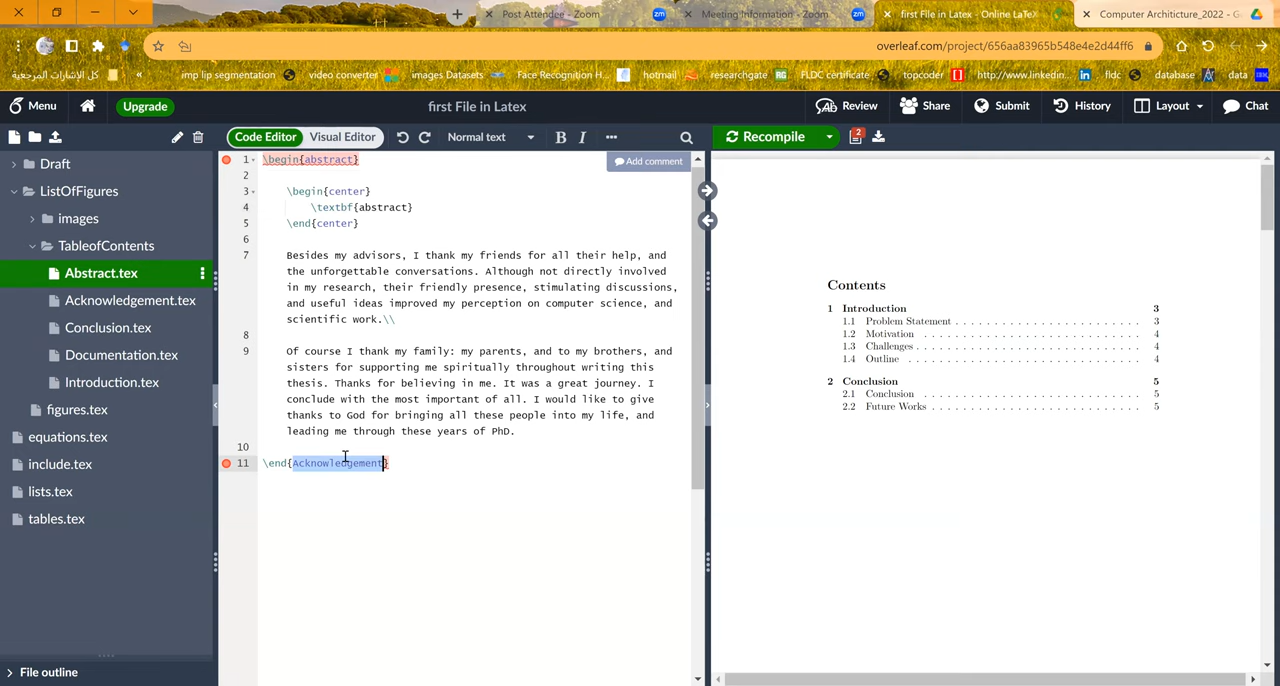 Post Attendee - Zoom
Meeting Information - Zoom
first File in Latex - Online LaTeX
Computer Architicture_2022 - G
overleaf.com/project/656aa83965b548e4e2d44ff6
كل الإشارات المرجعية
»
imp lip segmentation
video converter
images Datasets
Face Recognition H...
hotmail
researchgate
FLDC certificate
topcoder
http://www.linkedin...
fldc
database
data
Menu
Upgrade
first File in Latex
Review
Share
Submit
History
Layout
Chat
Code Editor
Visual Editor
Normal text
B
I
Recompile
2
Draft
ListOfFigures
images
TableofContents
Abstract.tex
Acknowledgement.tex
Conclusion.tex
Documentation.tex
Introduction.tex
figures.tex
equations.tex
include.tex
lists.tex
tables.tex
File outline
Add comment
1 \begin{abstract}
2
3 \begin{center}
4 \textbf{abstract}
5 \end{center}
6
7 Besides my advisors, I thank my friends for all their help, and
the unforgettable conversations. Although not directly involved
in my research, their friendly presence, stimulating discussions,
and useful ideas improved my perception on computer science, and
scientific work.\\
8
9 Of course I thank my family: my parents, and to my brothers, and
sisters for supporting me spiritually throughout writing this
thesis. Thanks for believing in me. It was a great journey. I
conclude with the most important of all. I would like to give
thanks to God for bringing all these people into my life, and
leading me through these years of PhD.
10
11 \end{Acknowledgement}
Contents
1 Introduction 3
1.1 Problem Statement . . . . . . . . . . . . . . . . . . . . 3
1.2 Motivation . . . . . . . . . . . . . . . . . . . . . . . . 4
1.3 Challenges . . . . . . . . . . . . . . . . . . . . . . . . 4
1.4 Outline . . . . . . . . . . . . . . . . . . . . . . . . . 4
2 Conclusion 5
2.1 Conclusion . . . . . . . . . . . . . . . . . . . . . . . . 5
2.2 Future Works . . . . . . . . . . . . . . . . . . . . . . . 5